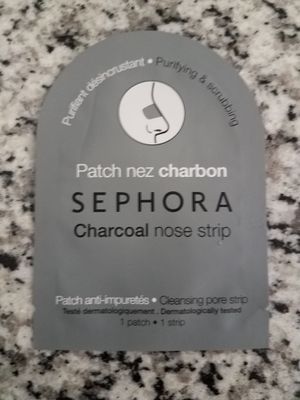 Purifiant désincrustant • Purifying & scrubbing
Patch nez charbon
SEPHORA
Charcoal nose strip
Patch anti-impuretés • Cleansing pore strip
Testé dermatologiquement . Dermatologically tested
1 patch • 1 strip